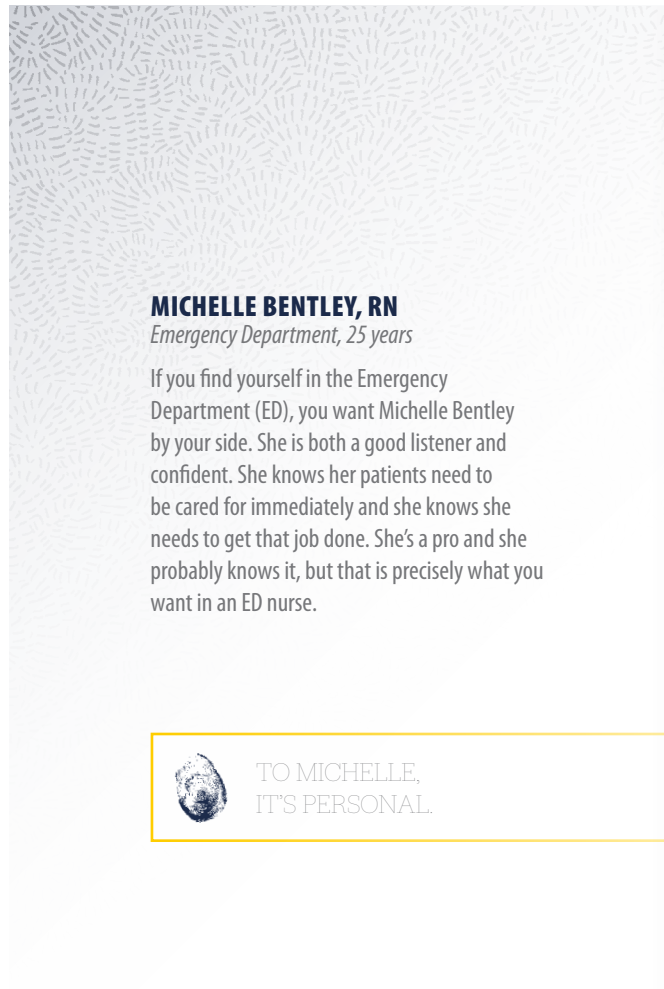 MICHELLE BENTLEY, RN
Emergency Department, 25 years
If you find yourself in the Emergency
Department (ED), you want Michelle Bentley
by your side. She is both a good listener and
confident. She knows her patients need to
be cared for immediately and she knows she
needs to get that job done. She’s a pro and she
probably knows it, but that is precisely what you
want in an ED nurse.
TO MICHELLE,
IT’S PERSONAL.